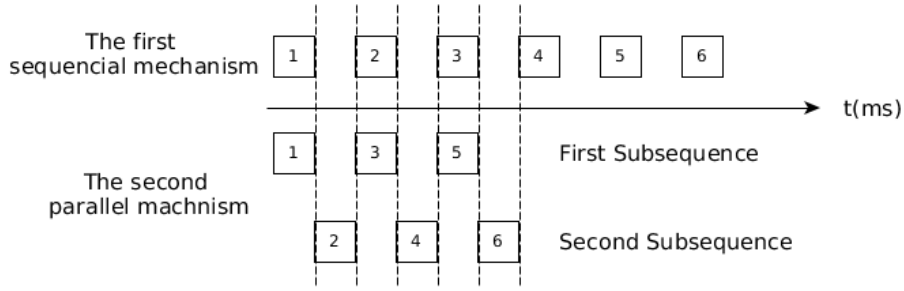 The first
sequencial mechanism
1 2 3 4 5 6
t(ms)
The second
parallel machnism
1 3 5
First Subsequence
2 4 6
Second Subsequence